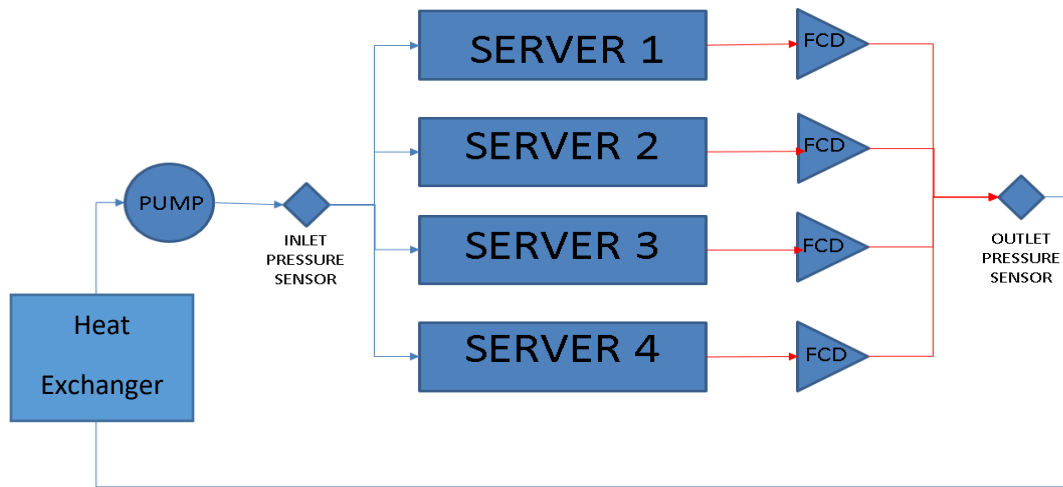 SERVER 1
FCD
SERVER 2
FCD
PUMP
INLET
PRESSURE
SENSOR
SERVER 3
FCD
OUTLET
PRESSURE
SENSOR
Heat
Exchanger
SERVER 4
FCD